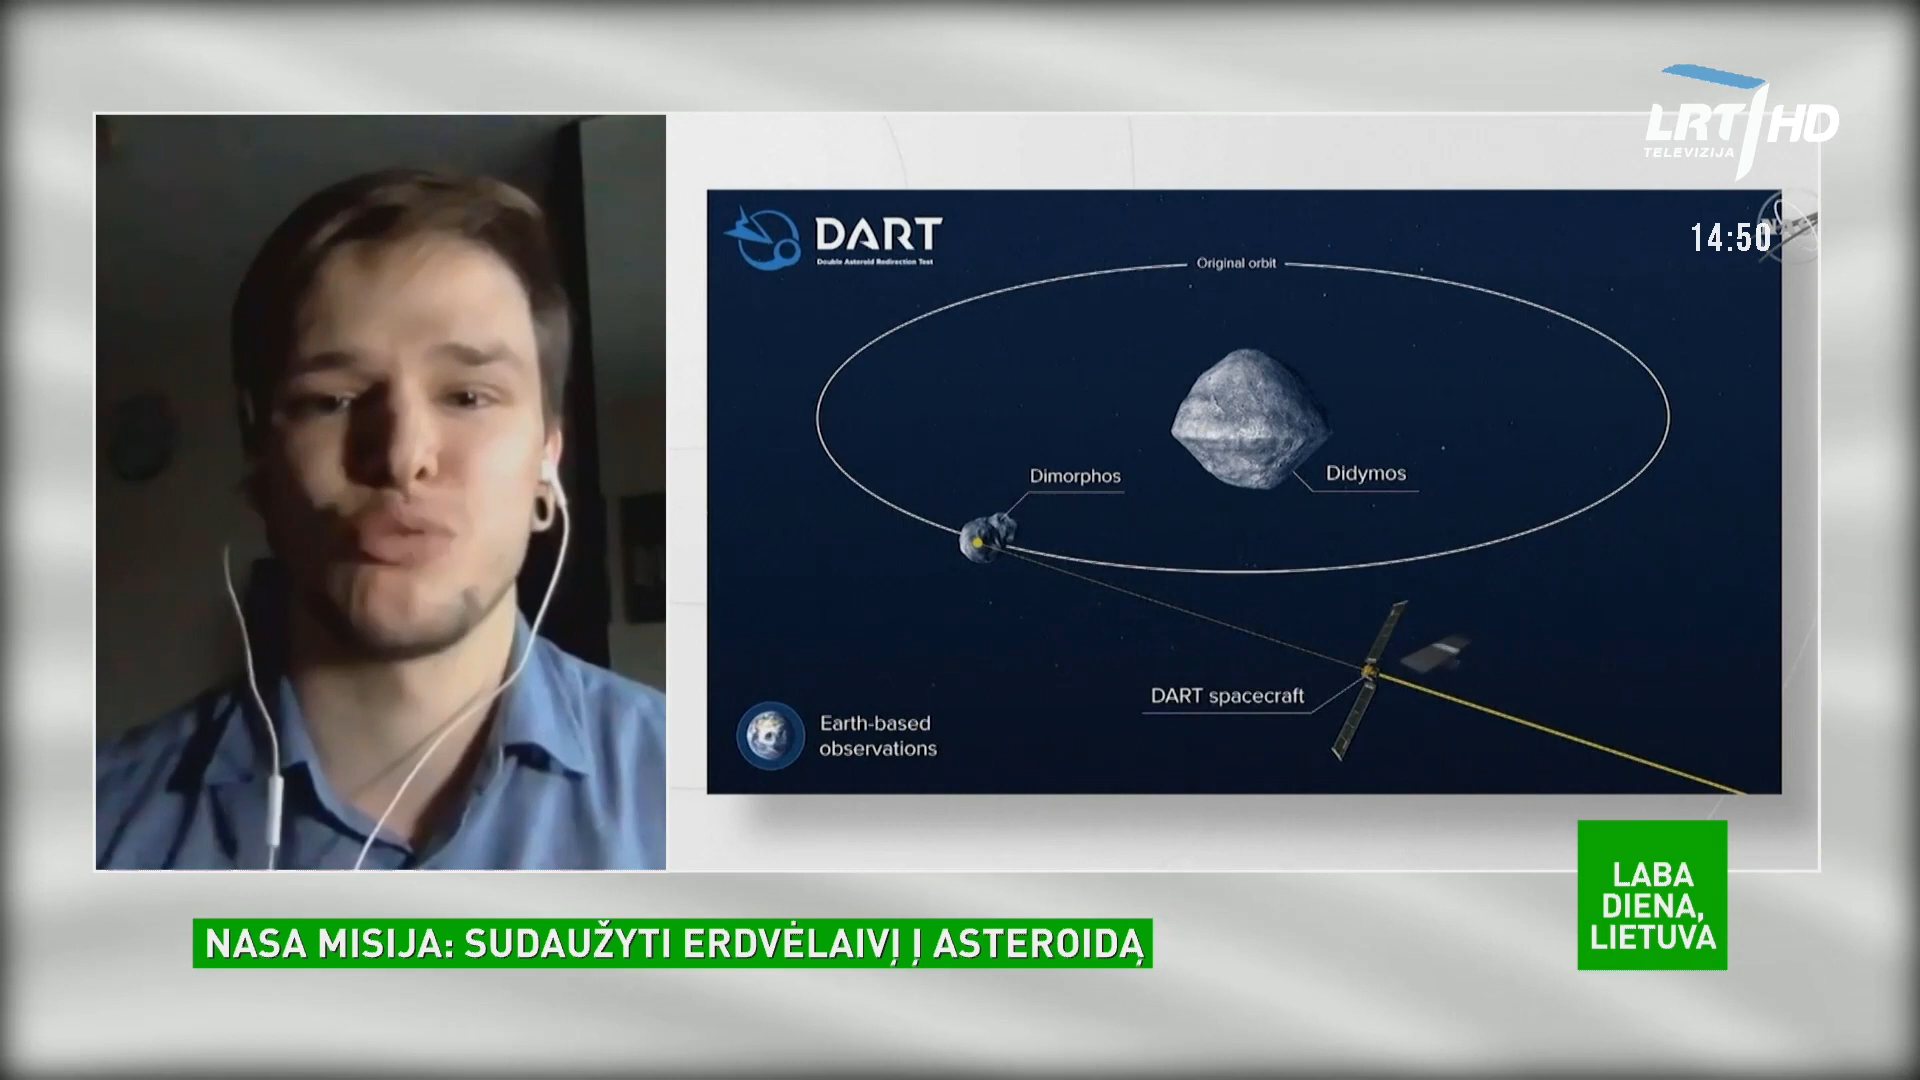 LRT HD
TELEVIZIJA
14:50
DART
Double Asteroid Redirection Test
Original orbit
Dimorphos
Didymos
DART spacecraft
Earth-based
observations
LABA
DIENA,
LIETUVA
NASA MISIJA: SUDAUŽYTI ERDVĖLAIVĮ Į ASTEROIDĄ